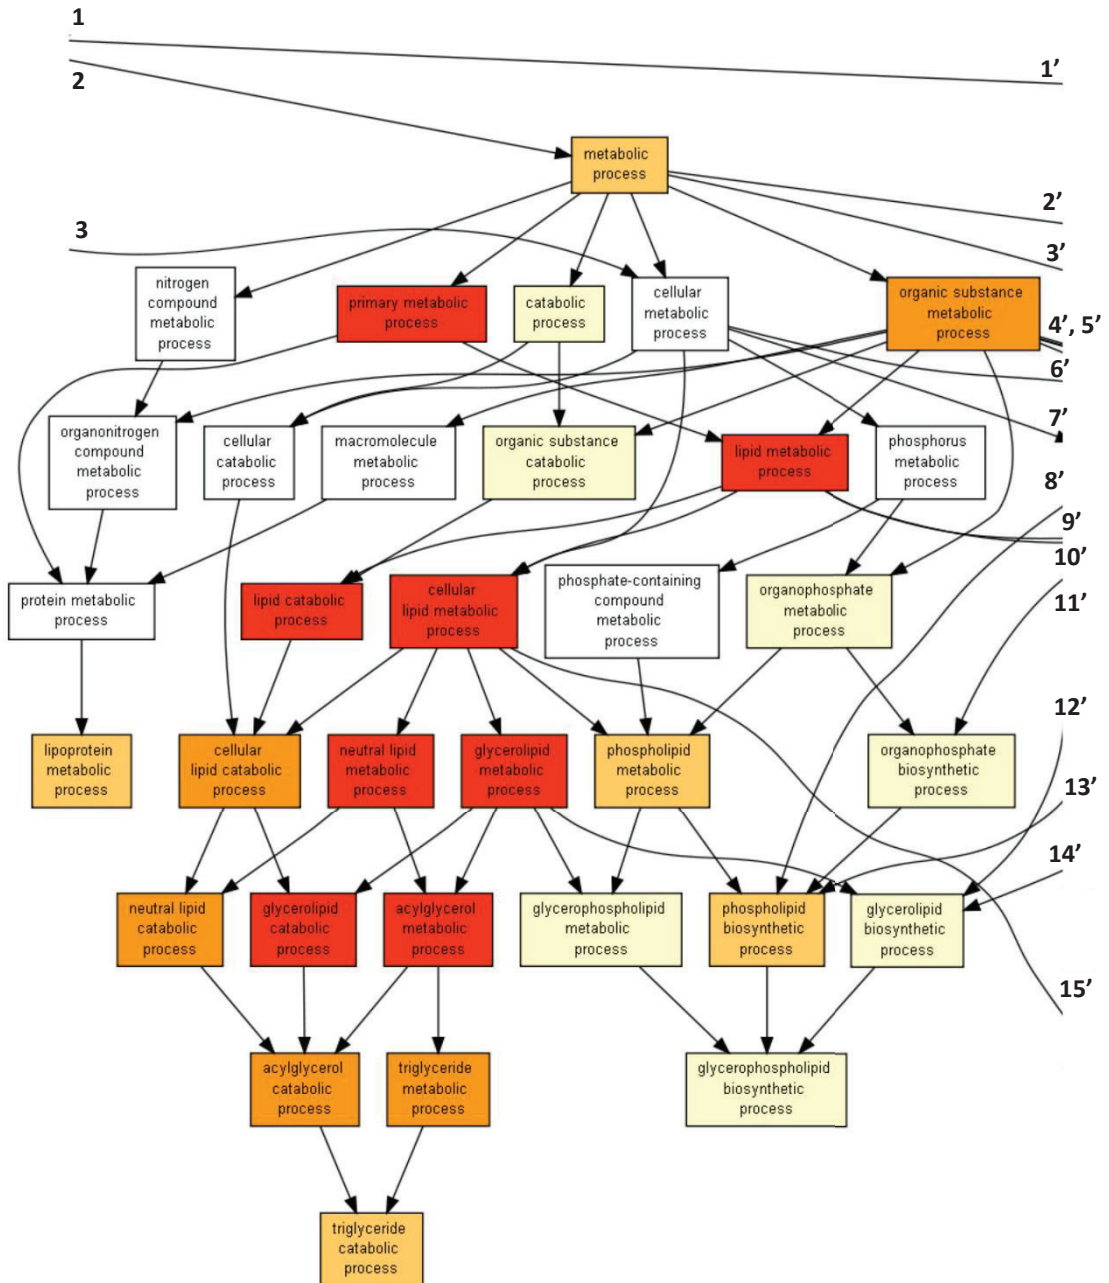 1
1’
2
metabolic
process
2’
3
3’
nitrogen
compound
metabolic
process
primary metabolic
process
catabolic
process
cellular
metabolic
process
organic substance
metabolic
process
4’, 5’
6’
7’
organonitrogen
compound
metabolic
process
cellular
catabolic
process
macromolecule
metabolic
process
organic substance
catabolic
process
lipid metabolic
process
phosphorus
metabolic
process
8’
9’
10’
protein metabolic
process
lipid catabolic
process
cellular
lipid metabolic
process
phosphate-containing
compound
metabolic
process
organophosphate
metabolic
process
11’
12’
lipoprotein
metabolic
process
cellular
lipid catabolic
process
neutral lipid
metabolic
process
glycerolipid
metabolic
process
phospholipid
metabolic
process
organophosphate
biosynthetic
process
13’
14’
neutral lipid
catabolic
process
glycerolipid
catabolic
process
acylglycerol
metabolic
process
glycerophospholipid
metabolic
process
phospholipid
biosynthetic
process
glycerolipid
biosynthetic
process
15’
acylglycerol
catabolic
process
triglyceride
metabolic
process
glycerophospholipid
biosynthetic
process
triglyceride
catabolic
process